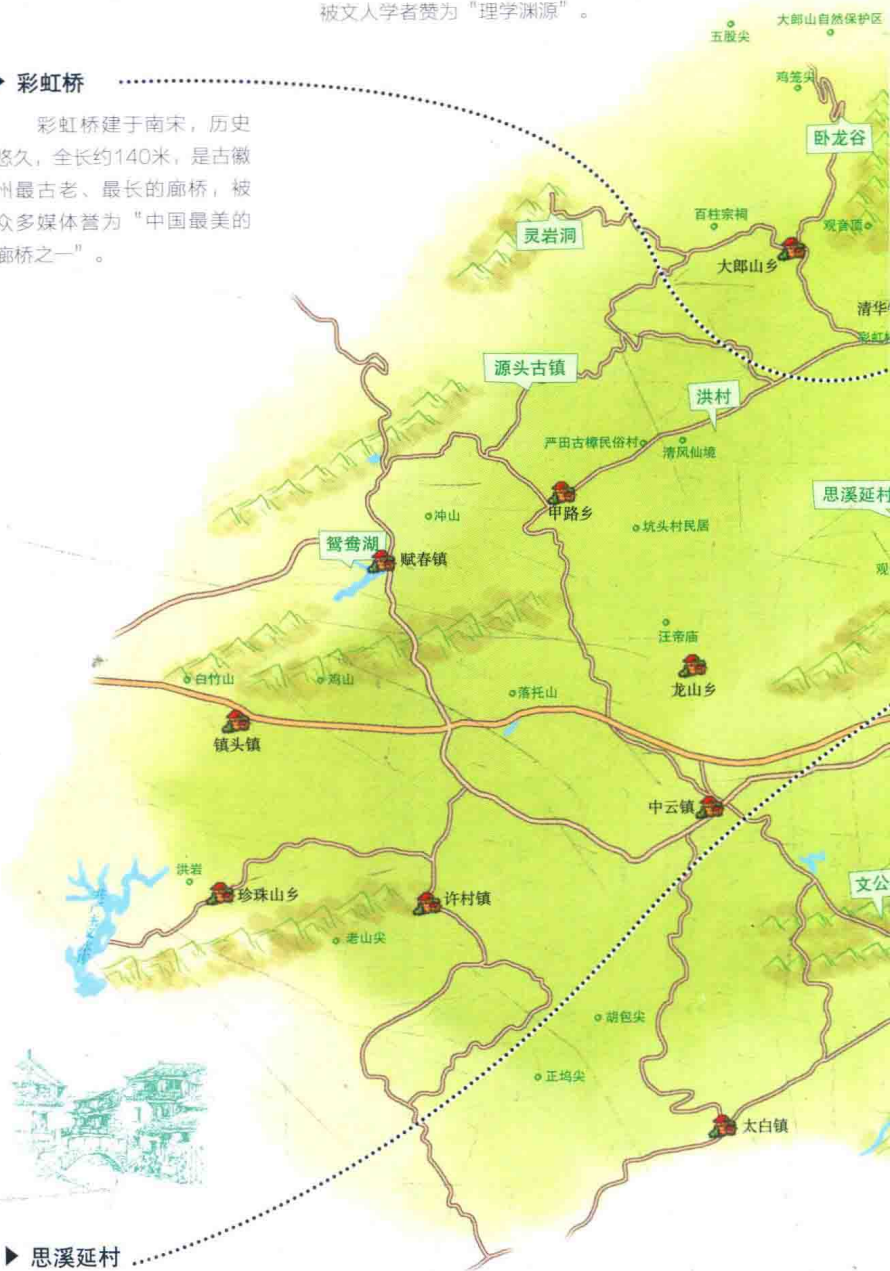 被文人学者赞为“理学渊源”。
彩虹桥
彩虹桥建于南宋，历史
悠久，全长约140米，是古徽
州最古老、最长的廊桥，被
众多媒体誉为“中国最美的
廊桥之一”。
大鄣山自然保护区
五股尖
鸡笼尖
卧龙谷
百柱宗祠
观音顶
灵岩洞
大鄣山乡
清华
彩虹桥
源头古镇
洪村
严田古樟民俗村
清风仙境
思溪延村
甲路乡
冲山
坑头村民居
鸳鸯湖
赋春镇
观
汪帝庙
龙山乡
白竹山
鸡山
落托山
镇头镇
中云镇
洪岩
珍珠山乡
许村镇
文公
老山尖
胡包尖
正坞尖
太白镇
思溪延村